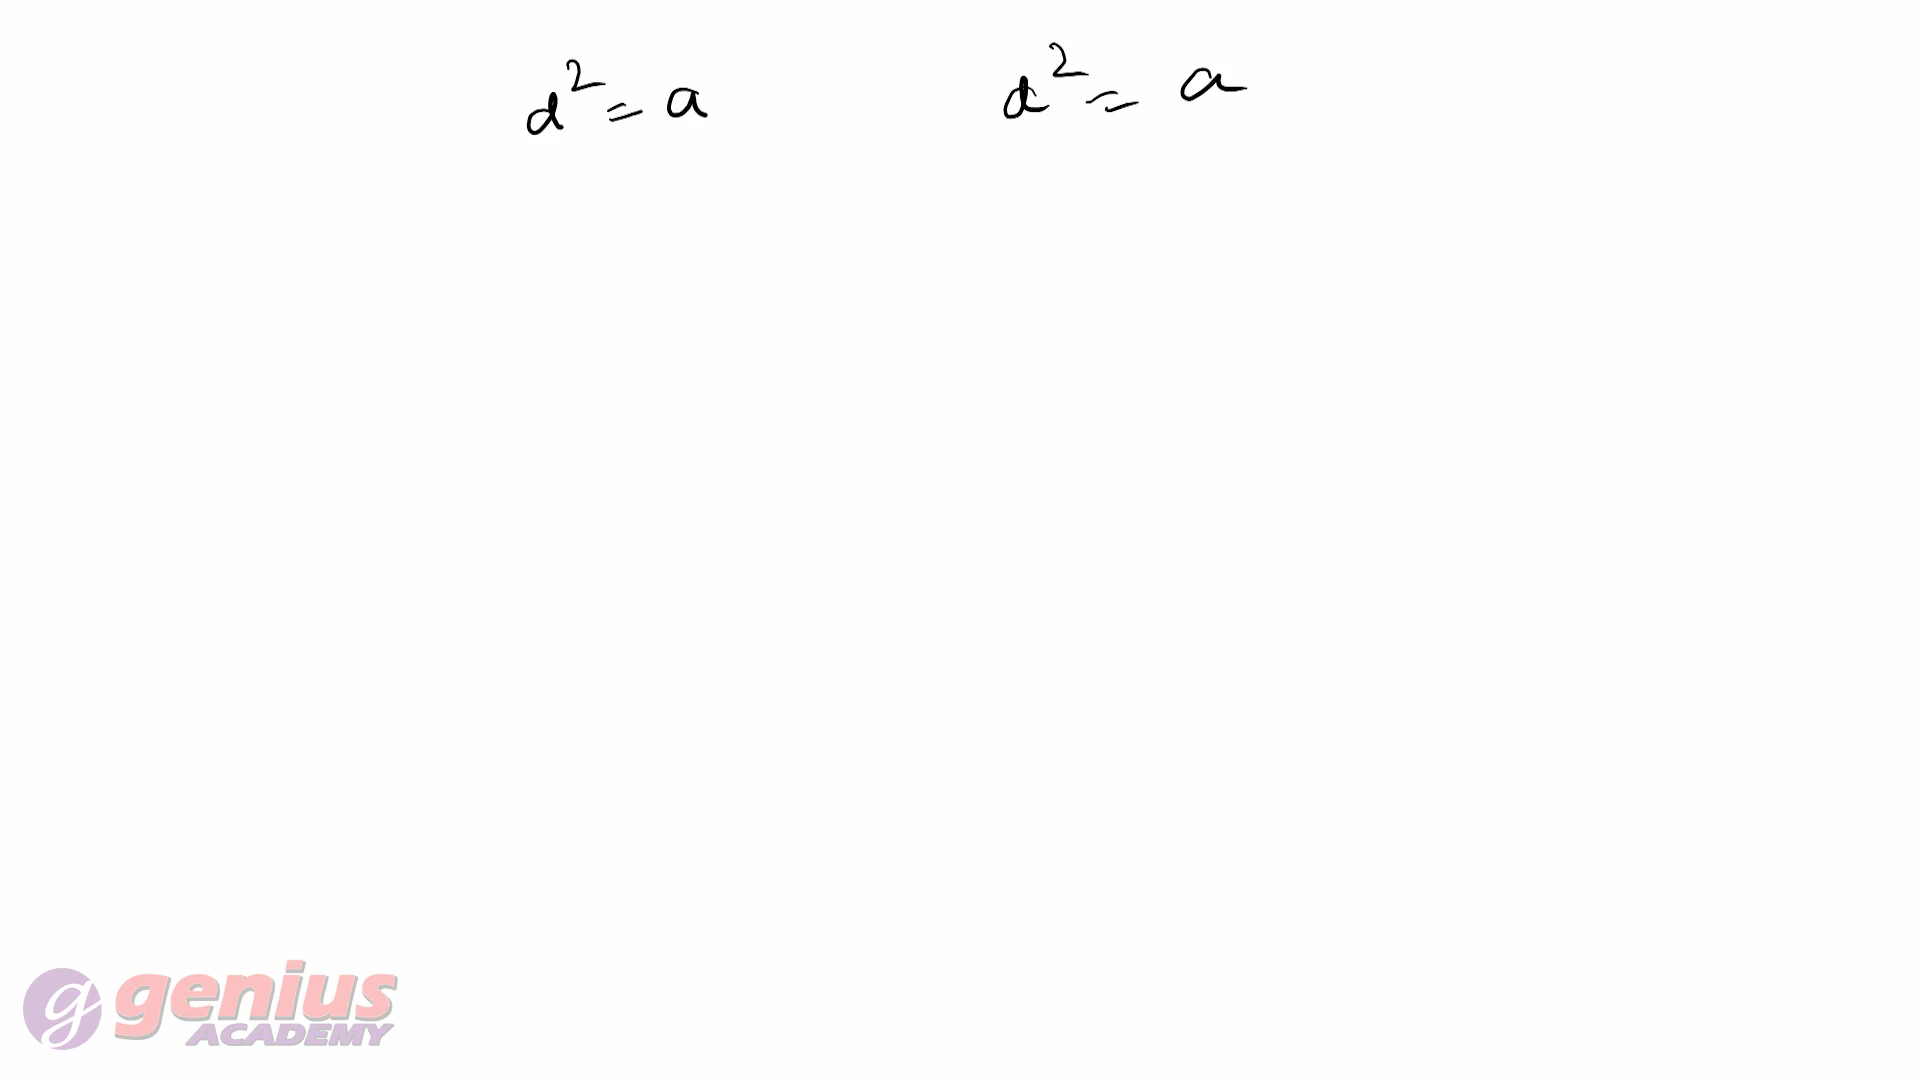 d² = a d² = a
genius
ACADEMY